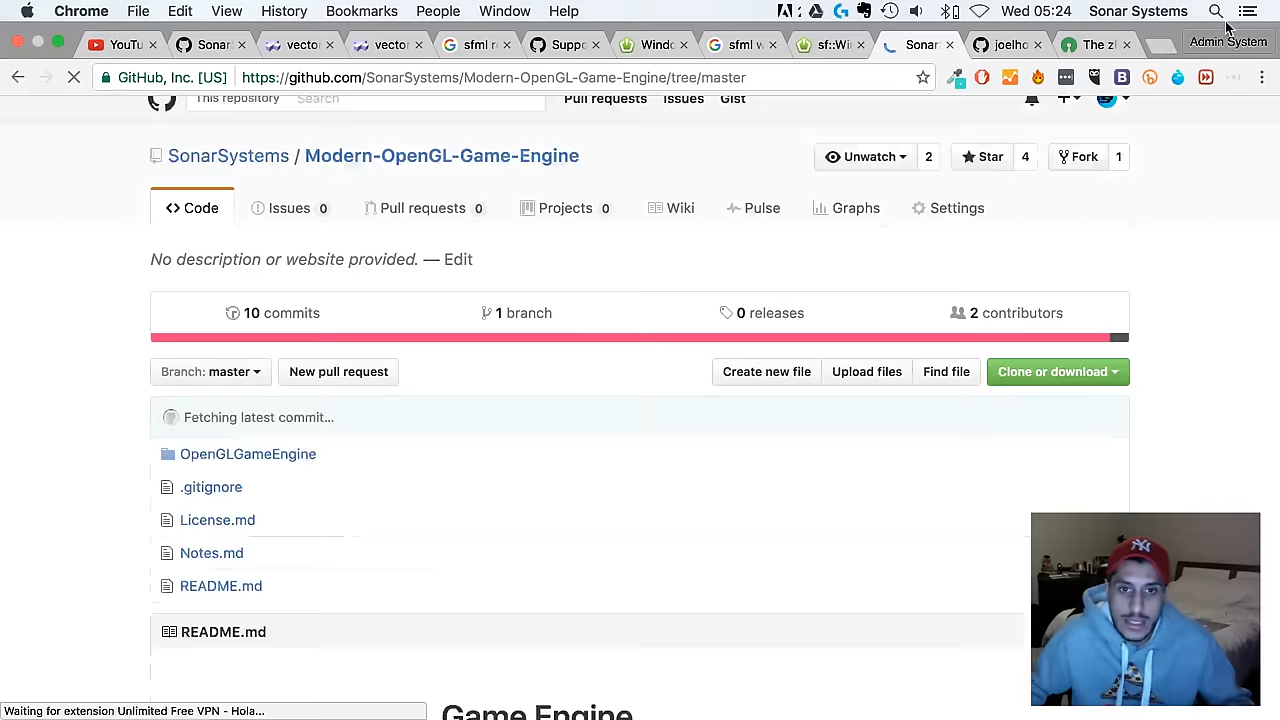 Chrome File Edit View History Bookmarks People Window Help Wed 05:24 Sonar Systems
YouTu Sonar vector vector sfml r Suppo Windo sfml w sf::Wi Sonar joelho The z Admin System
GitHub, Inc. [US] https://github.com/SonarSystems/Modern-OpenGL-Game-Engine/tree/master
This repository Search Pull requests Issues Gist
SonarSystems / Modern-OpenGL-Game-Engine Unwatch 2 Star 4 Fork 1
Code Issues 0 Pull requests 0 Projects 0 Wiki Pulse Graphs Settings
No description or website provided. — Edit
10 commits 1 branch 0 releases 2 contributors
Branch: master New pull request Create new file Upload files Find file Clone or download
Fetching latest commit...
OpenGLGameEngine
.gitignore
License.md
Notes.md
README.md
README.md
Game Engine
Waiting for extension Unlimited Free VPN - Hola...